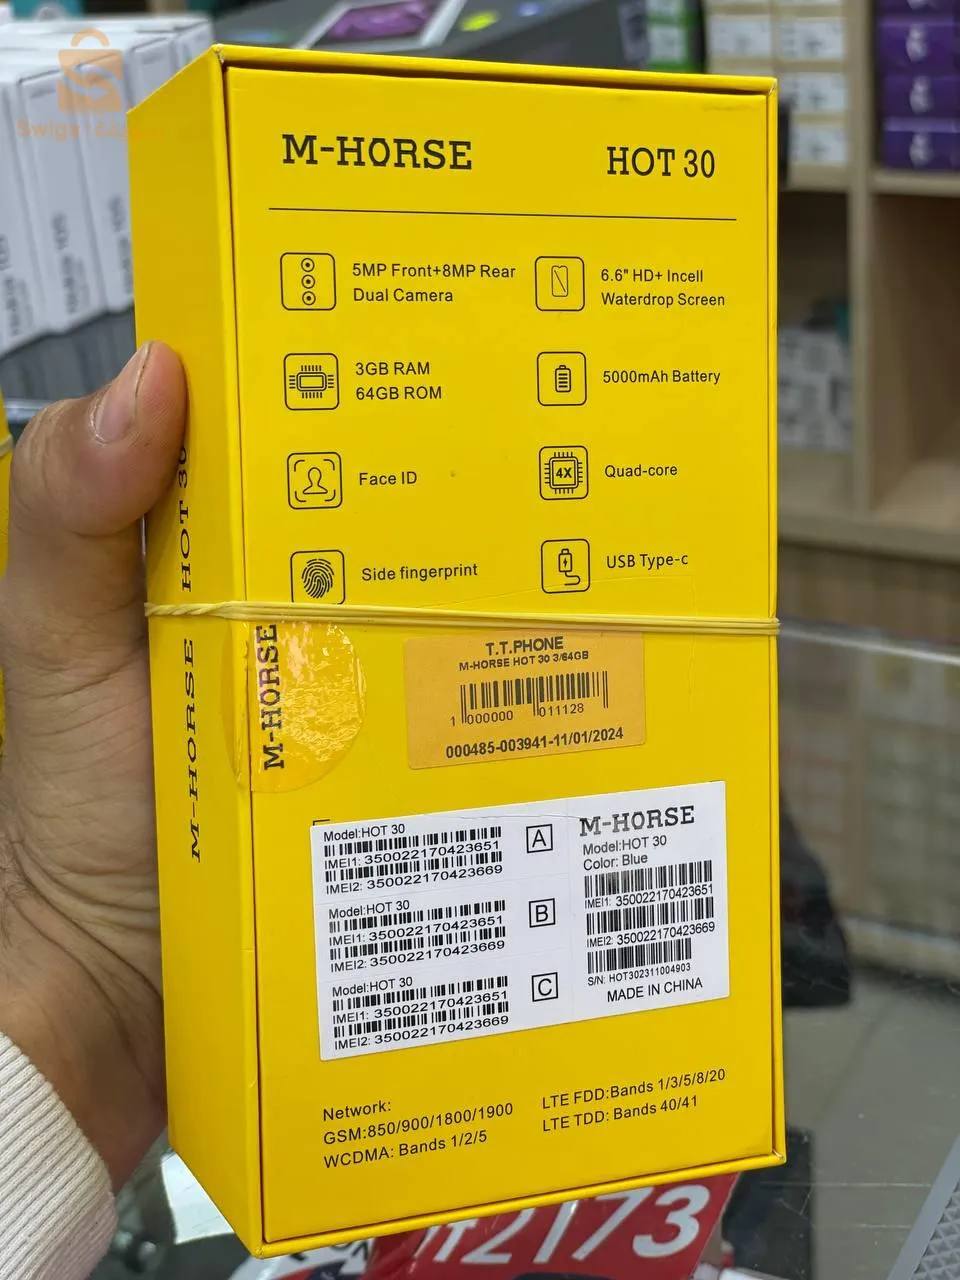 M-HORSE
HOT 30
5MP Front+8MP Rear
Dual Camera
6.6" HD+ Incell
Waterdrop Screen
3GB RAM
64GB ROM
5000mAh Battery
Face ID
4X
Quad-core
Side fingerprint
USB Type-c
M-HORSE HOT 30
M-HORSE
T.T.PHONE
M-HORSE HOT 30 3/64GB
1 000000 011128
000485-003941-11/01/2024
Model:HOT 30
IMEI1: 350022170423651
IMEI2: 350022170423669
A
Model:HOT 30
IMEI1: 350022170423651
IMEI2: 350022170423669
B
Model:HOT 30
IMEI1: 350022170423651
IMEI2: 350022170423669
C
M-HORSE
Model:HOT 30
Color: Blue
IMEI1: 350022170423651
IMEI2: 350022170423669
S/N: HOT302311004903
MADE IN CHINA
Network:
GSM:850/900/1800/1900
WCDMA: Bands 1/2/5
LTE FDD:Bands 1/3/5/8/20
LTE TDD: Bands 40/41
2173